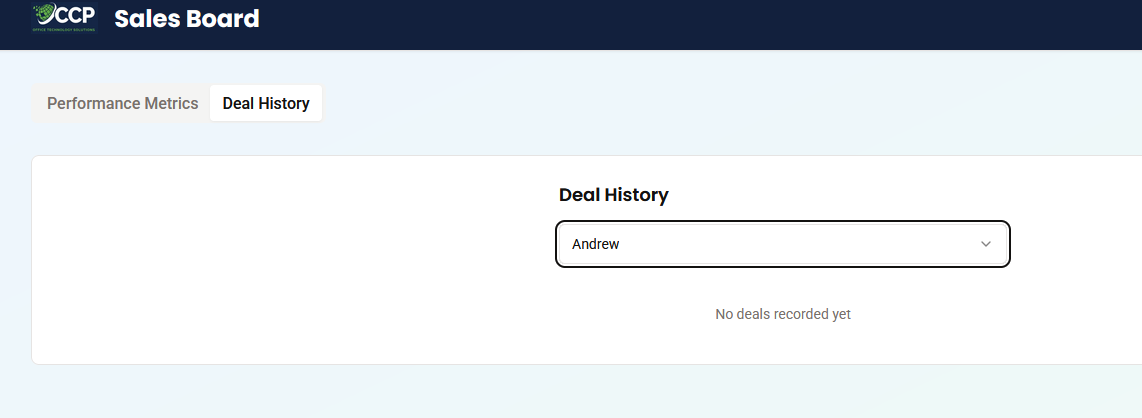 CCP
OFFICE TECHNOLOGY SOLUTIONS
Sales Board
Performance Metrics
Deal History
Deal History
Andrew
No deals recorded yet